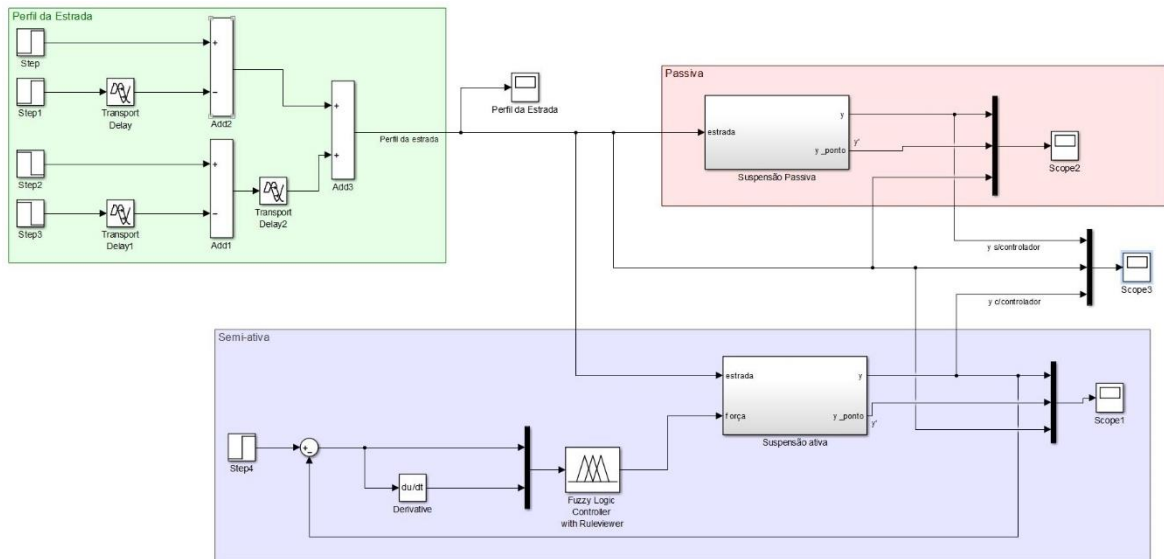 Perfil da Estrada
Step
Step1
Transport
Delay
Add2
Step2
Step3
Transport
Delay1
Add1
Transport
Delay2
Add3
Perfil da estrada
Perfil da Estrada
Passiva
estrada
y
y_ponto
y'
Suspensão Passiva
Scope2
y s/controlador
y c/controlador
Scope3
Semi-ativa
Step4
du/dt
Derivative
Fuzzy Logic
Controller
with Ruleviewer
estrada
força
y
y_ponto
y'
Suspensão ativa
Scope1